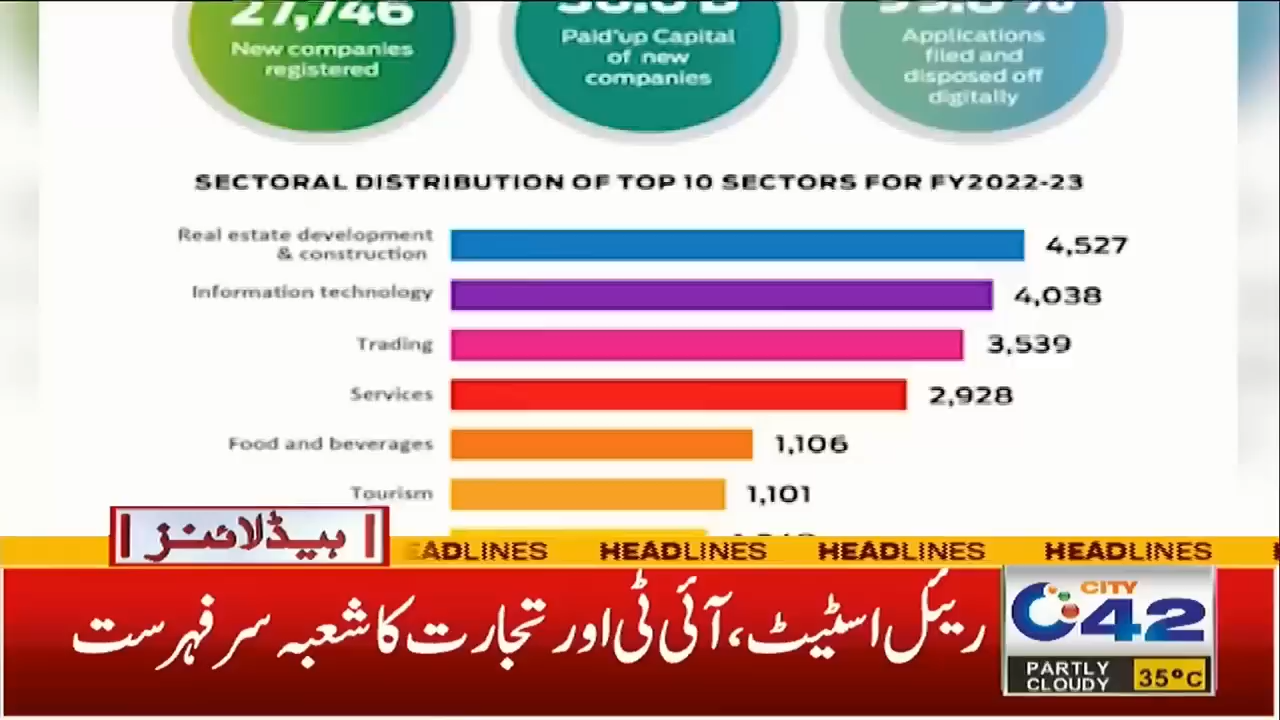 27,746
New companies
registered
Paid'up Capital
of new
companies
Applications
filed and
disposed off
digitally
SECTORAL DISTRIBUTION OF TOP 10 SECTORS FOR FY2022-23
Real estate development
& construction
4,527
Information technology
4,038
Trading
3,539
Services
2,928
Food and beverages
1,106
Tourism
1,101
ہیڈلائنز
EADLINES HEADLINES HEADLINES HEADLINES
ریئل اسٹیٹ، آئی ٹی اور تجارت کا شعبہ سرفہرست
CITY
42
PARTLY
CLOUDY
35°C